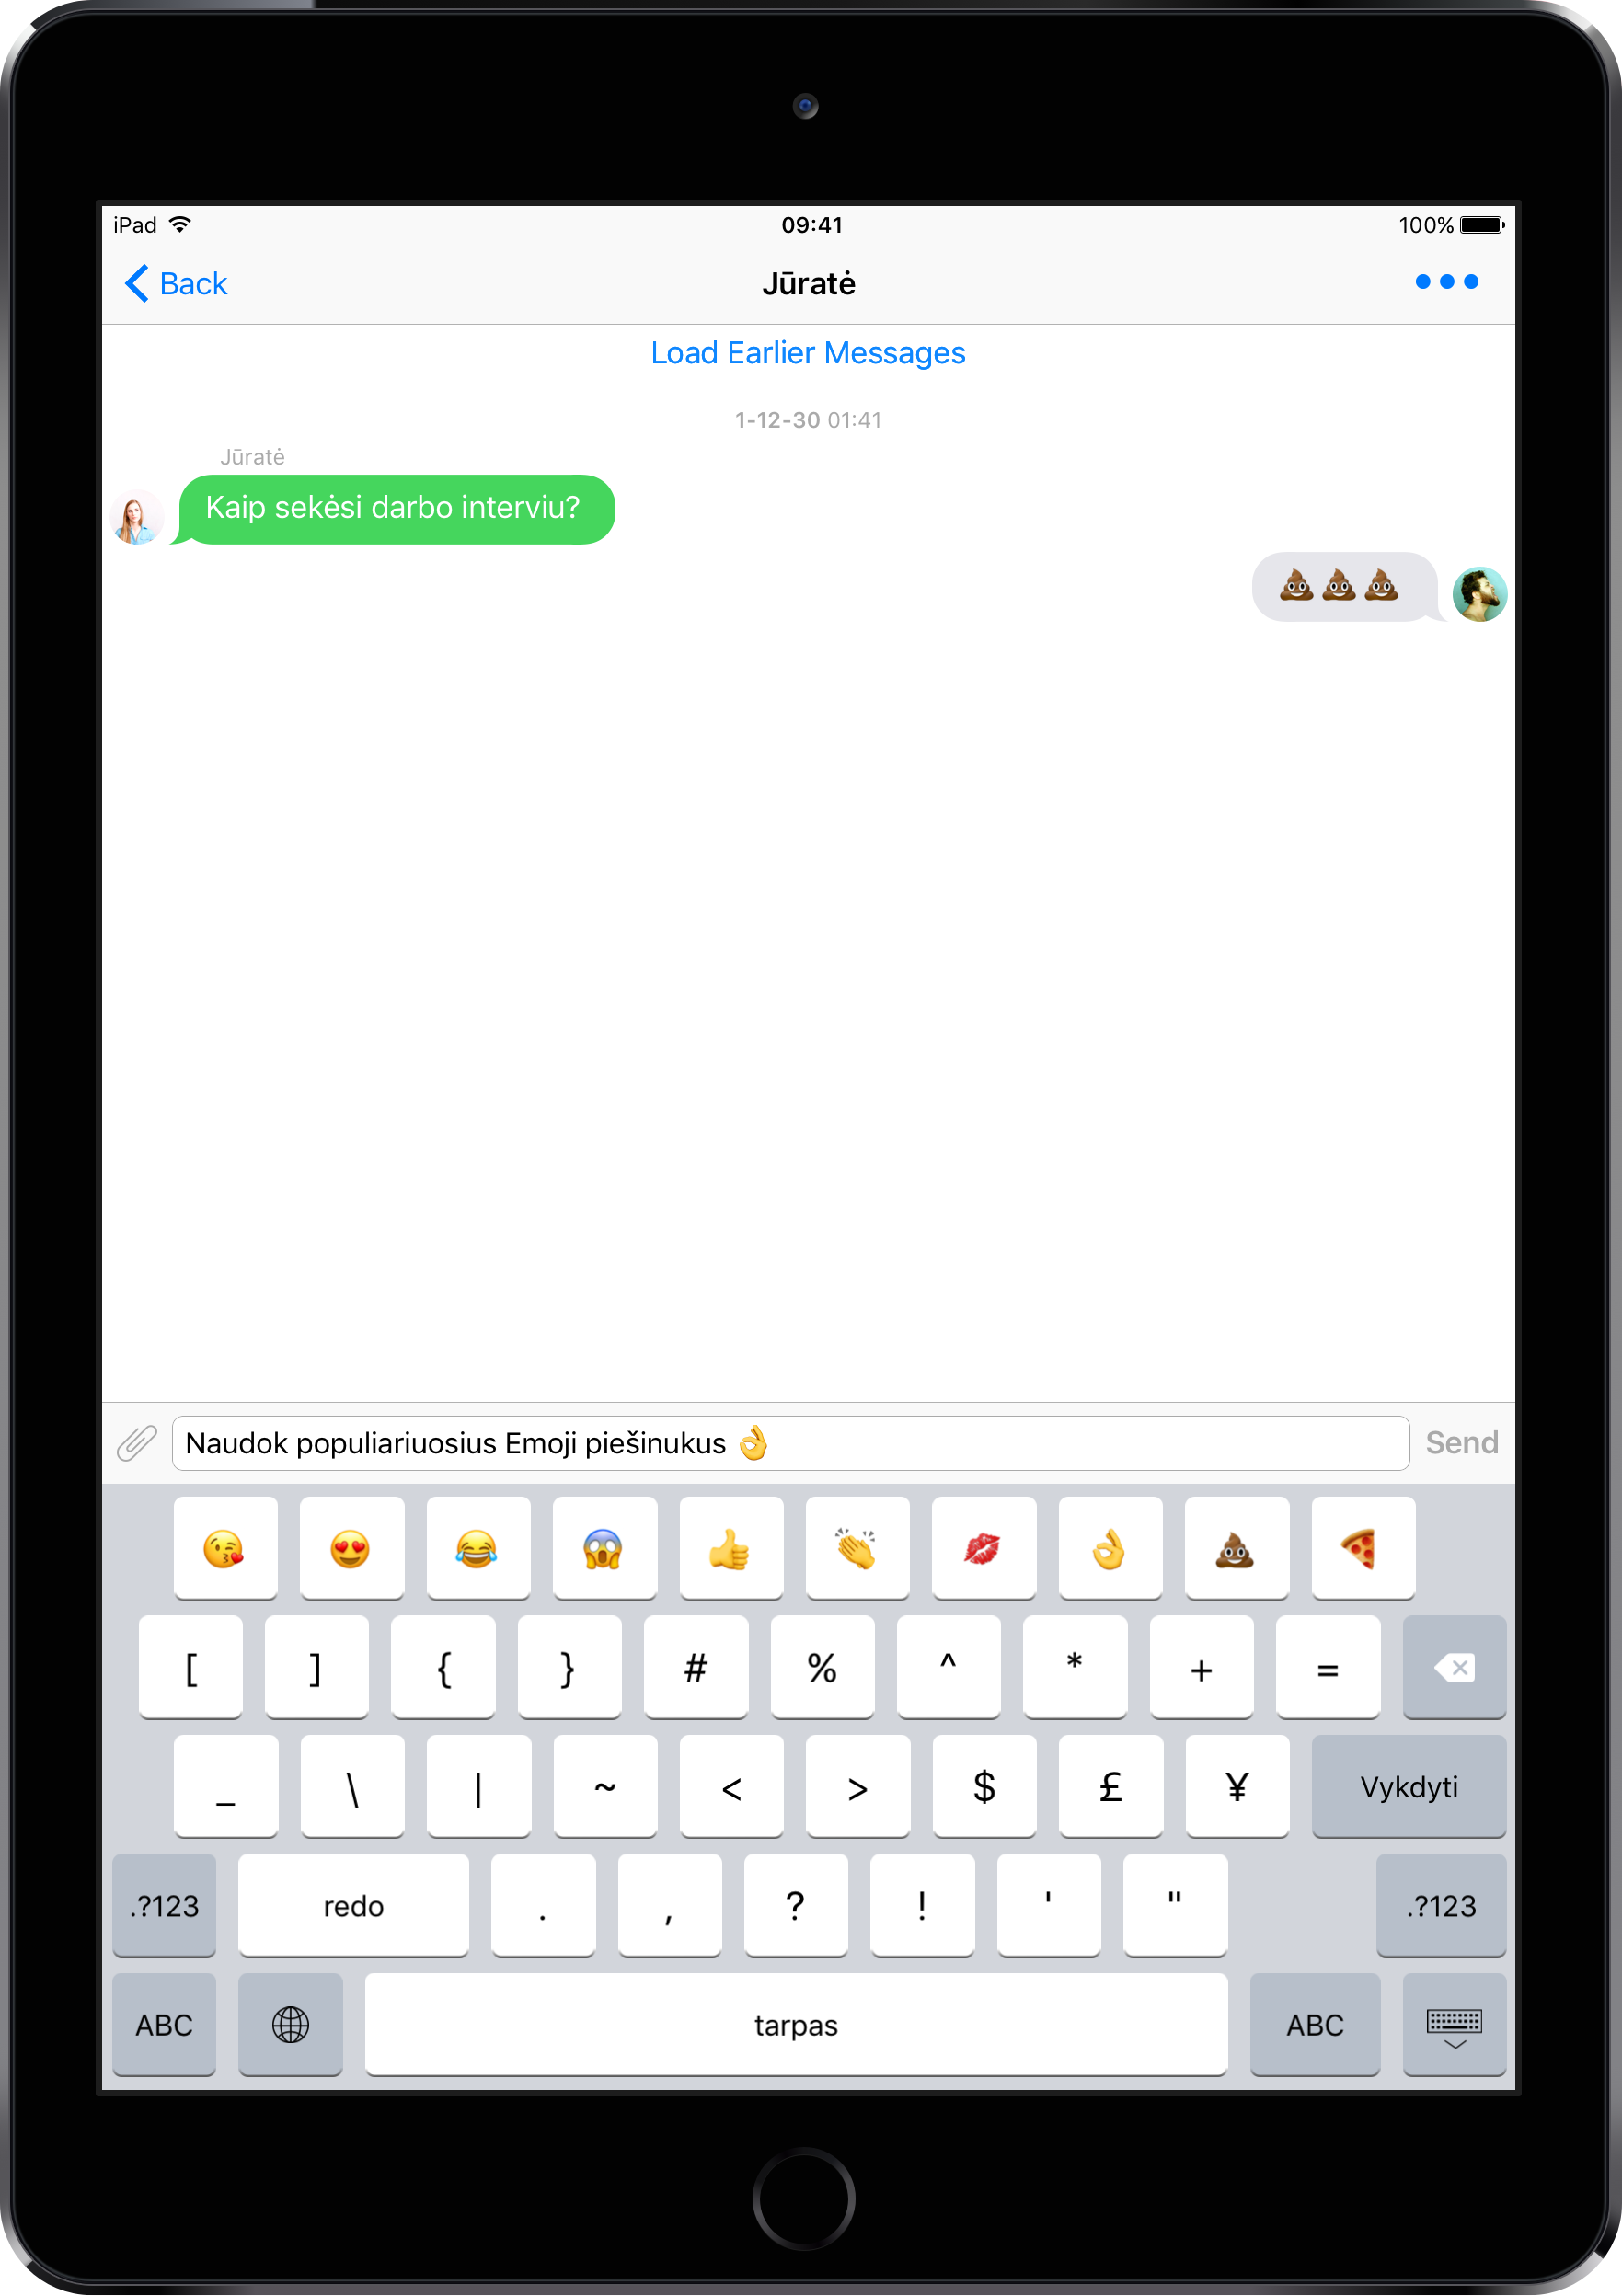 iPad 09:41 100%
Back Jūratė •••
Load Earlier Messages
1-12-30 01:41
Jūratė
Kaip sekėsi darbo interviu?
💩💩💩
Naudok populiariuosius Emoji piešinukus 👌 Send
😘 😍 😂 😱 👍 👏 💋 👌 💩 🍕
[ ] { } # % ^ * + =
_ \ | ~ < > $ £ ¥ Vykdyti
.?123 redo . , ? ! ' " .?123
ABC tarpas ABC